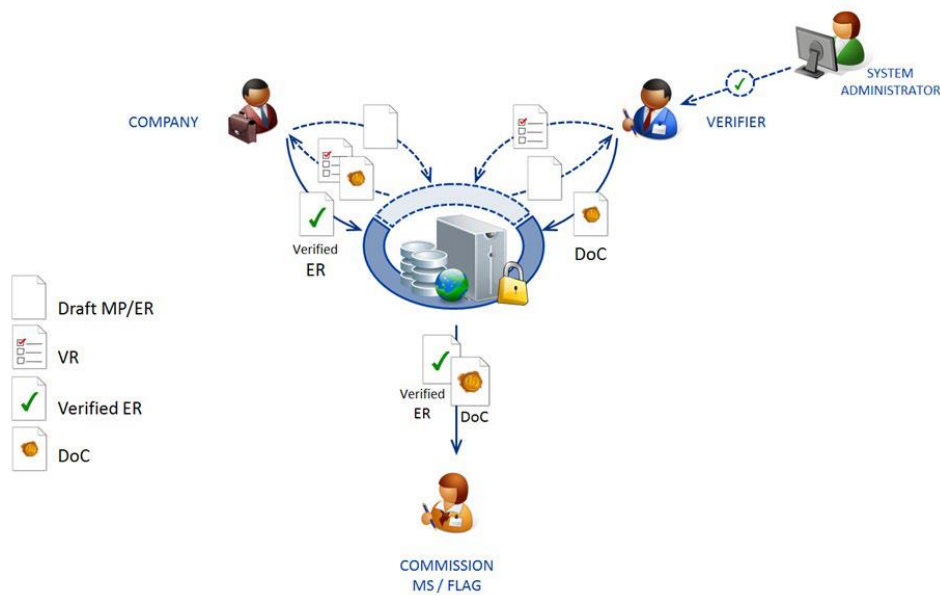 SYSTEM
ADMINISTRATOR
COMPANY
VERIFIER
Verified
ER
DoC
Draft MP/ER
VR
Verified ER
DoC
Verified
ER
DoC
COMMISSION
MS / FLAG